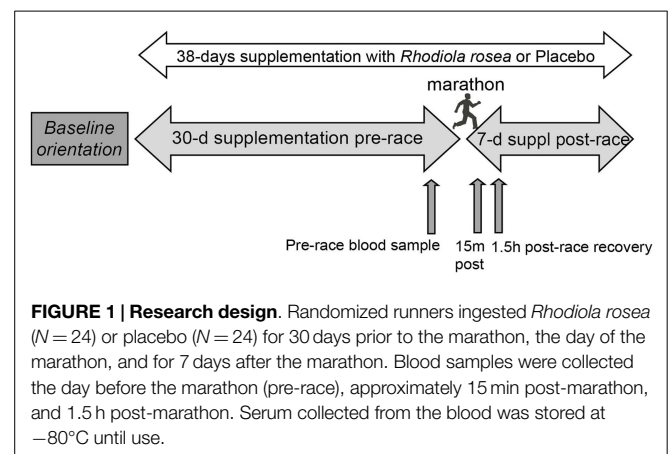 38-days supplementation with Rhodiola rosea or Placebo
marathon
Baseline
orientation
30-d supplementation pre-race
7-d suppl post-race
Pre-race blood sample
15m
post
1.5h post-race recovery
FIGURE 1 | Research design. Randomized runners ingested Rhodiola rosea
(N = 24) or placebo (N = 24) for 30 days prior to the marathon, the day of the
marathon, and for 7 days after the marathon. Blood samples were collected
the day before the marathon (pre-race), approximately 15 min post-marathon,
and 1.5 h post-marathon. Serum collected from the blood was stored at
−80°C until use.